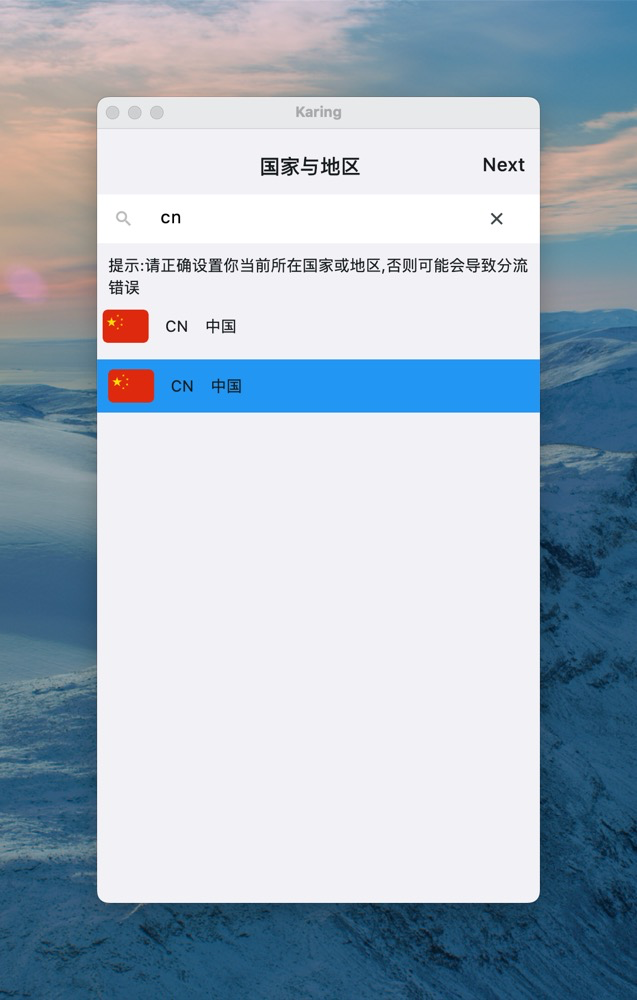 Karing
国家与地区
Next
cn
提示:请正确设置你当前所在国家或地区,否则可能会导致分流
错误
CN 中国
CN 中国